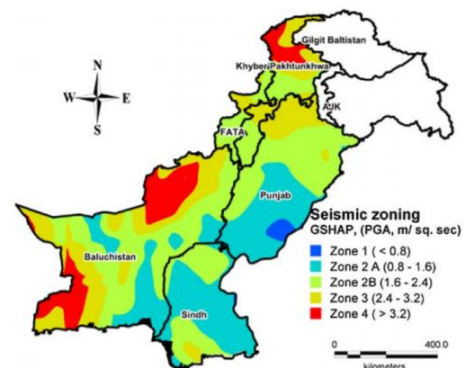 Gilgit Baltistan
Khyber Pakhtunkhwa
N
W E
S
AJK
FATA
Punjab
Baluchistan
Sindh
Seismic zoning
GSHAP, (PGA, m/ sq. sec)
Zone 1 ( < 0.8)
Zone 2 A (0.8 - 1.6)
Zone 2B (1.6 - 2.4)
Zone 3 (2.4 - 3.2)
Zone 4 ( > 3.2)
0 400.0
kilometers